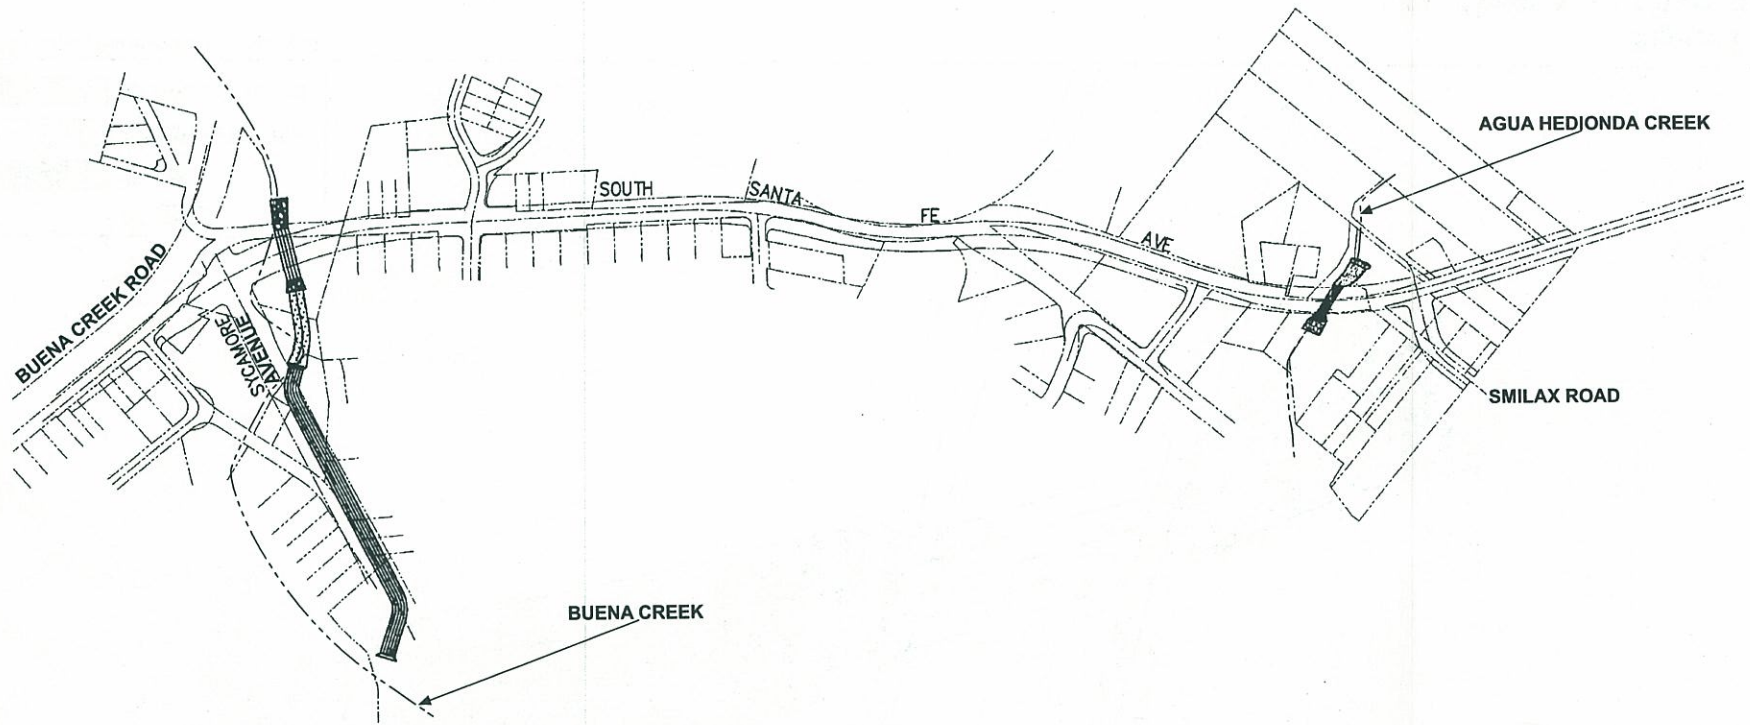 AGUA HEDIONDA CREEK
SOUTH SANTA FE AVE
BUENA CREEK ROAD
SYCAMORE
AVENUE
SMILAX ROAD
BUENA CREEK